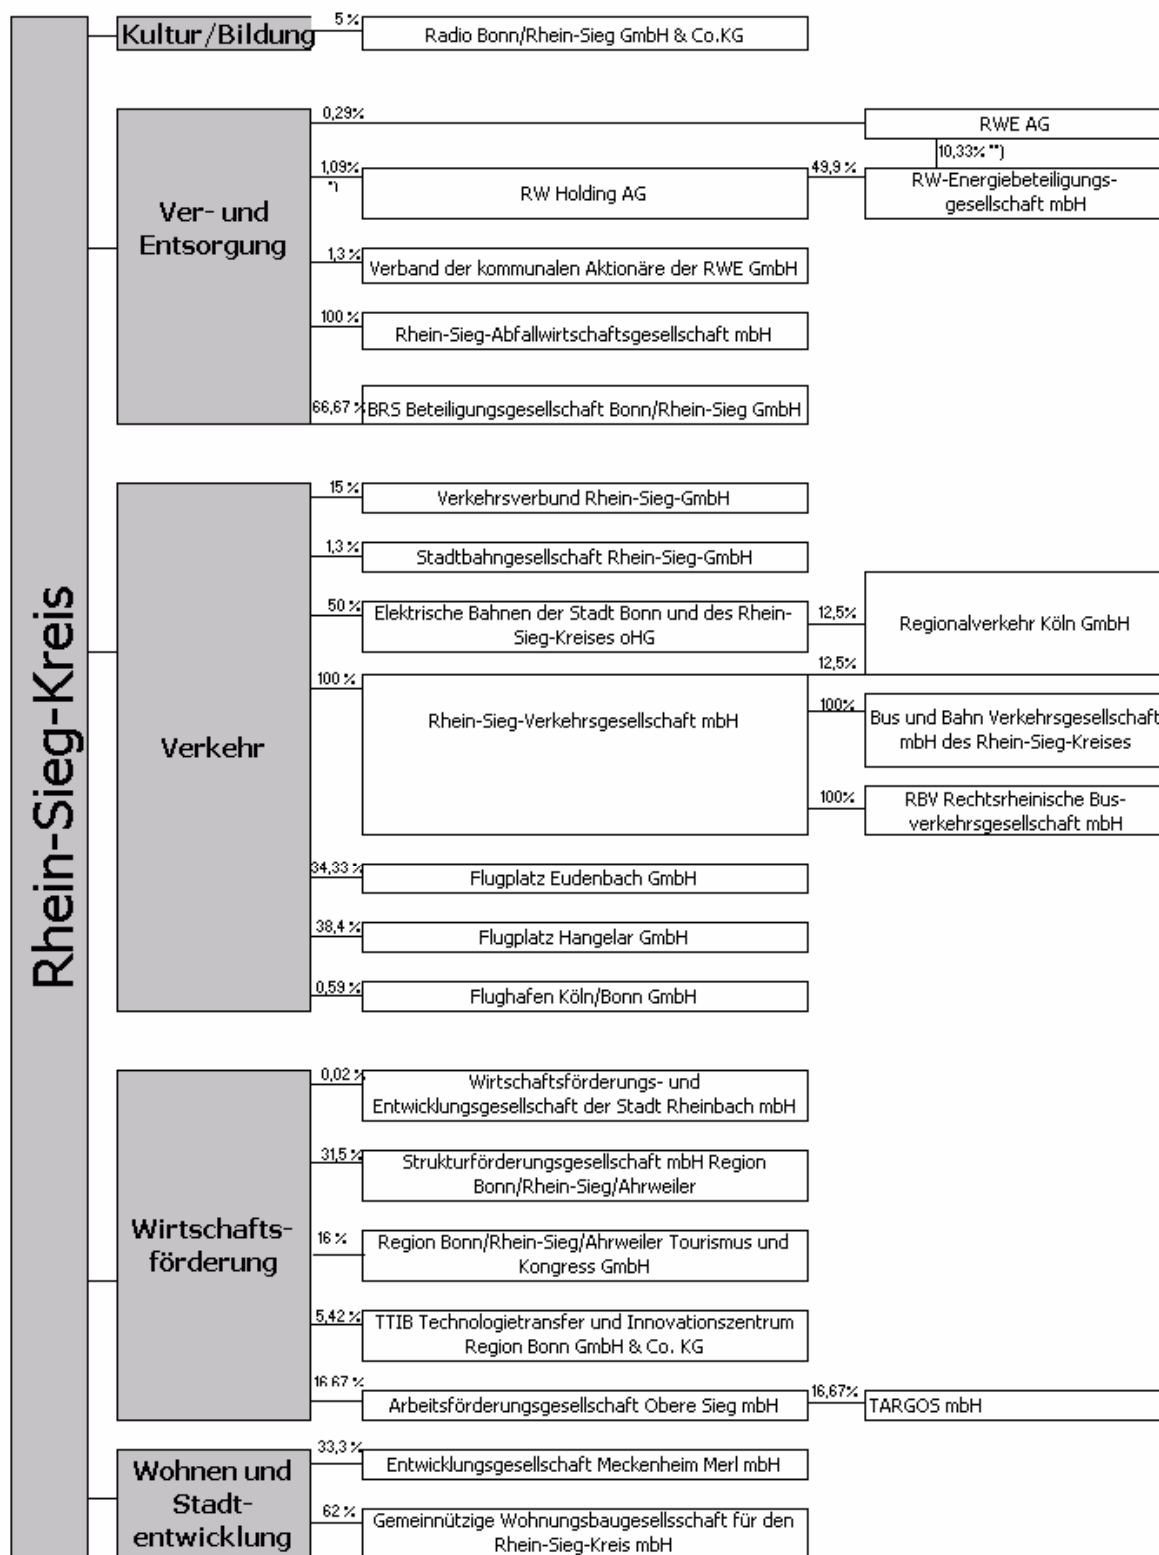 Rhein-Sieg-Kreis
Kultur/Bildung
5 %
Radio Bonn/Rhein-Sieg GmbH & Co.KG
Ver- und
Entsorgung
0,29%
RWE AG
10,33% **)
1,09%
*)
RW Holding AG
49,9 %
RW-Energiebeteiligungs-
gesellschaft mbH
1,3 %
Verband der kommunalen Aktionäre der RWE GmbH
100 %
Rhein-Sieg-Abfallwirtschaftsgesellschaft mbH
66,67 %
BRS Beteiligungsgesellschaft Bonn/Rhein-Sieg GmbH
Verkehr
15 %
Verkehrsverbund Rhein-Sieg-GmbH
1,3 %
Stadtbahngesellschaft Rhein-Sieg-GmbH
50 %
Elektrische Bahnen der Stadt Bonn und des Rhein-
Sieg-Kreises oHG
12,5%
Regionalverkehr Köln GmbH
12,5%
100 %
Rhein-Sieg-Verkehrsgesellschaft mbH
100%
Bus und Bahn Verkehrsgesellschaft
mbH des Rhein-Sieg-Kreises
100%
RBV Rechtsrheinische Bus-
verkehrsgesellschaft mbH
34,33 %
Flugplatz Eudenbach GmbH
38,4 %
Flugplatz Hangelar GmbH
0,59 %
Flughafen Köln/Bonn GmbH
Wirtschafts-
förderung
0,02 %
Wirtschaftsförderungs- und
Entwicklungsgesellschaft der Stadt Rheinbach mbH
31,5 %
Strukturförderungsgesellschaft mbH Region
Bonn/Rhein-Sieg/Ahrweiler
16 %
Region Bonn/Rhein-Sieg/Ahrweiler Tourismus und
Kongress GmbH
5,42 %
TTIB Technologietransfer und Innovationszentrum
Region Bonn GmbH & Co. KG
16,67 %
Arbeitsförderungsgesellschaft Obere Sieg mbH
16,67%
TARGOS mbH
Wohnen und
Stadt-
entwicklung
33,3 %
Entwicklungsgesellschaft Meckenheim Merl mbH
62 %
Gemeinnützige Wohnungsbaugesellsschaft für den
Rhein-Sieg-Kreis mbH